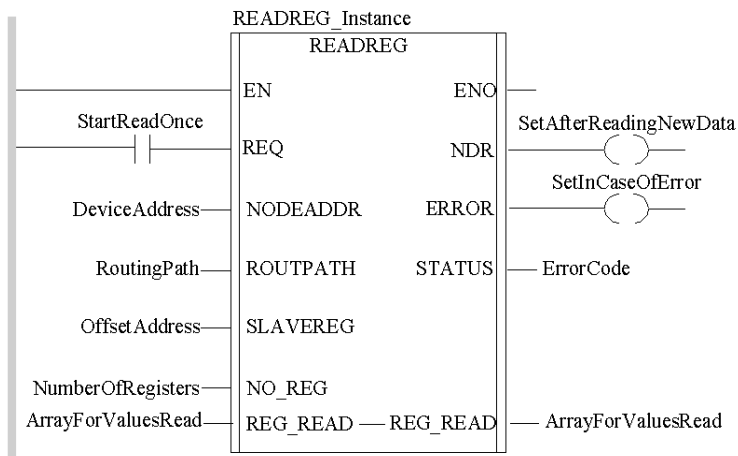 READREG_Instance
READREG
EN ENO
StartReadOnce
SetAfterReadingNewData
REQ NDR
SetInCaseOfError
DeviceAddress NODEADDR ERROR
RoutingPath ROUTPATH STATUS ErrorCode
OffsetAddress SLAVEREG
NumberOfRegisters NO_REG
ArrayForValuesRead REG_READ REG_READ ArrayForValuesRead